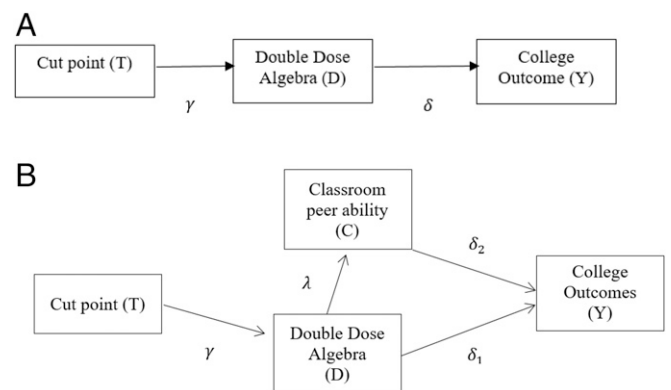 A
Cut point (T)
Double Dose
Algebra (D)
College
Outcome (Y)
γ
δ
B
Classroom
peer ability
(C)
δ₂
College
Outcomes
(Y)
Cut point (T)
λ
γ
Double Dose
Algebra
(D)
δ₁